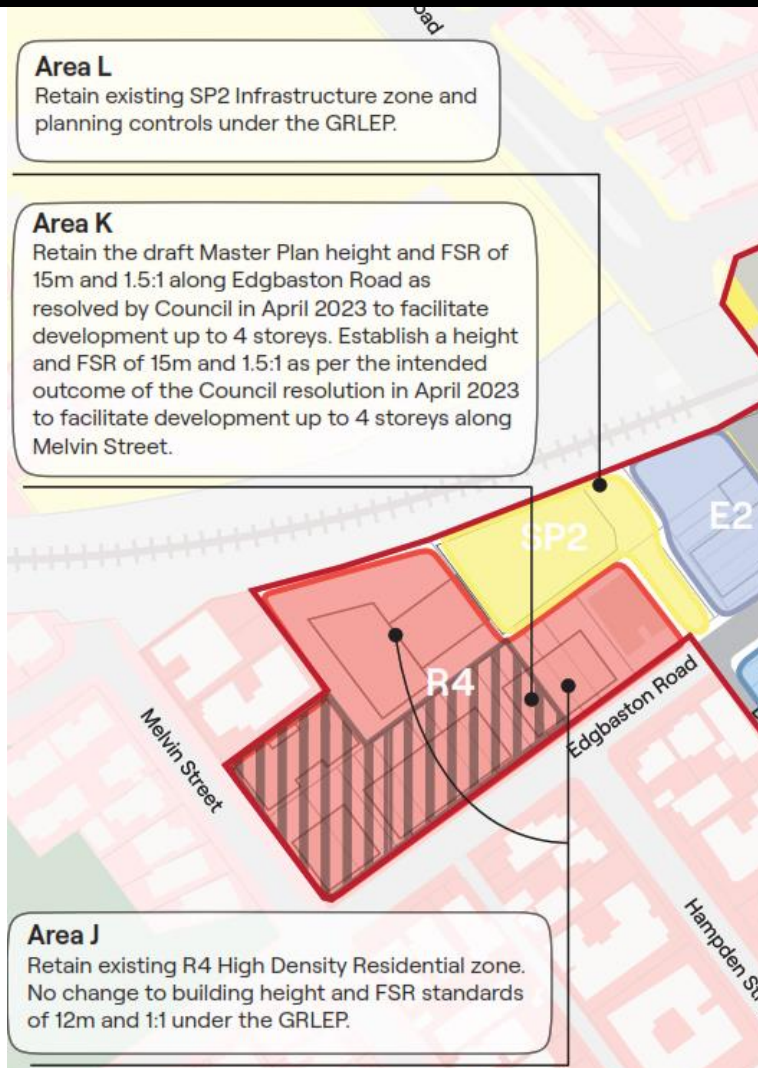 oad
Area L
Retain existing SP2 Infrastructure zone and
planning controls under the GRLEP.
Area K
Retain the draft Master Plan height and FSR of
15m and 1.5:1 along Edgbaston Road as
resolved by Council in April 2023 to facilitate
development up to 4 storeys. Establish a height
and FSR of 15m and 1.5:1 as per the intended
outcome of the Council resolution in April 2023
to facilitate development up to 4 storeys along
Melvin Street.
SP2
E2
R4
Edgbaston Road
Melvin Street
Hampden St
Area J
Retain existing R4 High Density Residential zone.
No change to building height and FSR standards
of 12m and 1:1 under the GRLEP.